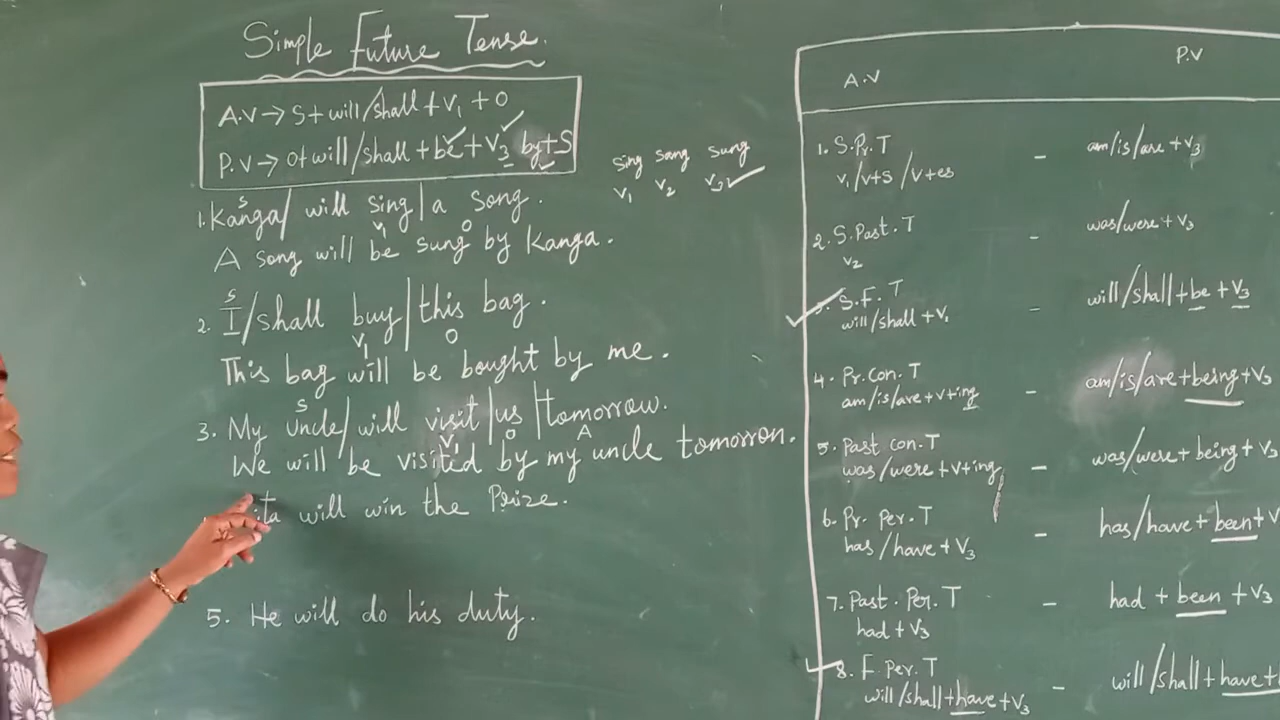 Simple Future Tense.
A.V → S + will/shall + V1 + O
P.V → O + will/shall + be + V3 by + S
sing sang sung
V1 V2 V3
S
1. Kanga/ will sing/a song.
V1 O
A song will be sung by Kanga.
S
2. I/shall buy/this bag.
V1 O
This bag will be bought by me.
S
3. My uncle/will visit/us/tomorrow.
V1 O A
We will be visited by my uncle tomorrow.
will win the Prize.
5. He will do his duty.
A.V P.V
1. S.Pr.T - am/is/are + V3
V1/V+S/V+es
2. S.Past.T - was/were + V3
V2
S.F.T - will/shall + be + V3
will/shall + V1
4. Pr.Con.T - am/is/are + being + V3
am/is/are + V + ing
5. Past Con.T - was/were + being + V3
was/were + V + ing
6. Pr. Per. T - has/have + been + V
has/have + V3
7. Past. Per. T - had + been + V3
had + V3
8. F. Per. T - will/shall + have +
will/shall + have + V3